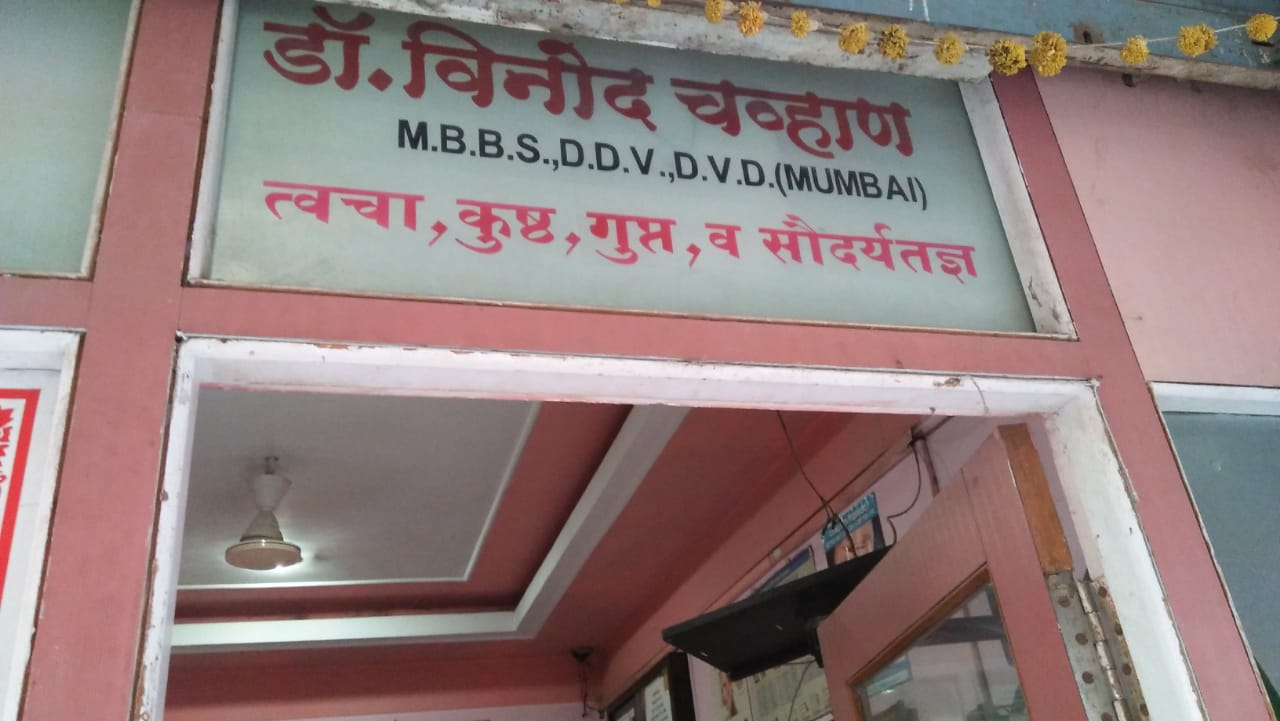 डॉ. विनोद चव्हाण
M.B.B.S.,D.D.V.,D.V.D.(MUMBAI)
त्वचा, कुष्ठ, गुप्त, व सौदर्यतज्ञ